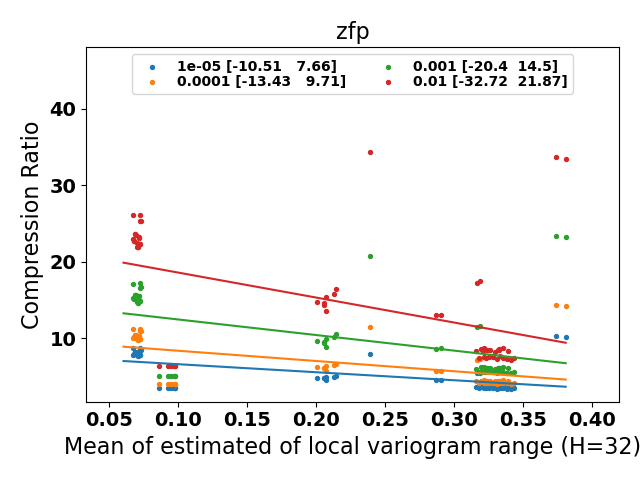 zfp
1e-05 [-10.51   7.66]
0.0001 [-13.43   9.71]
0.001 [-20.4  14.5]
0.01 [-32.72  21.87]
Compression Ratio
40
30
20
10
0.05 0.10 0.15 0.20 0.25 0.30 0.35 0.40
Mean of estimated of local variogram range (H=32)